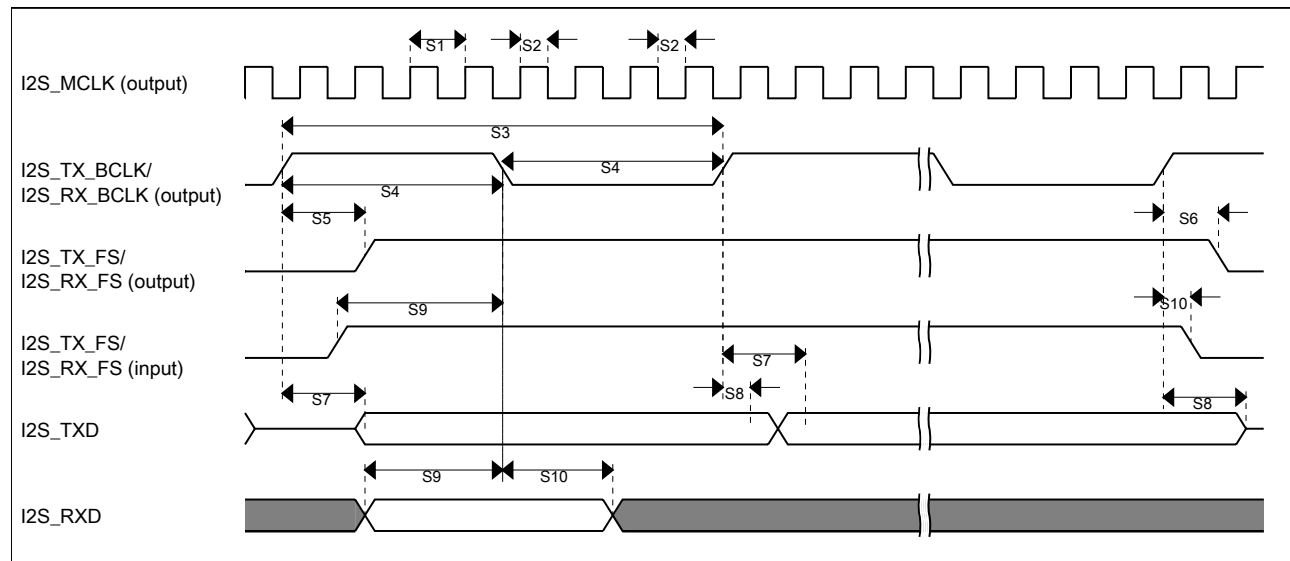 S1
S2
S2
I2S_MCLK (output)
S3
I2S_TX_BCLK/
I2S_RX_BCLK (output)
S4
S4
S5
S6
I2S_TX_FS/
I2S_RX_FS (output)
S9
S10
I2S_TX_FS/
I2S_RX_FS (input)
S7
S7
S8
S8
I2S_TXD
S9
S10
I2S_RXD